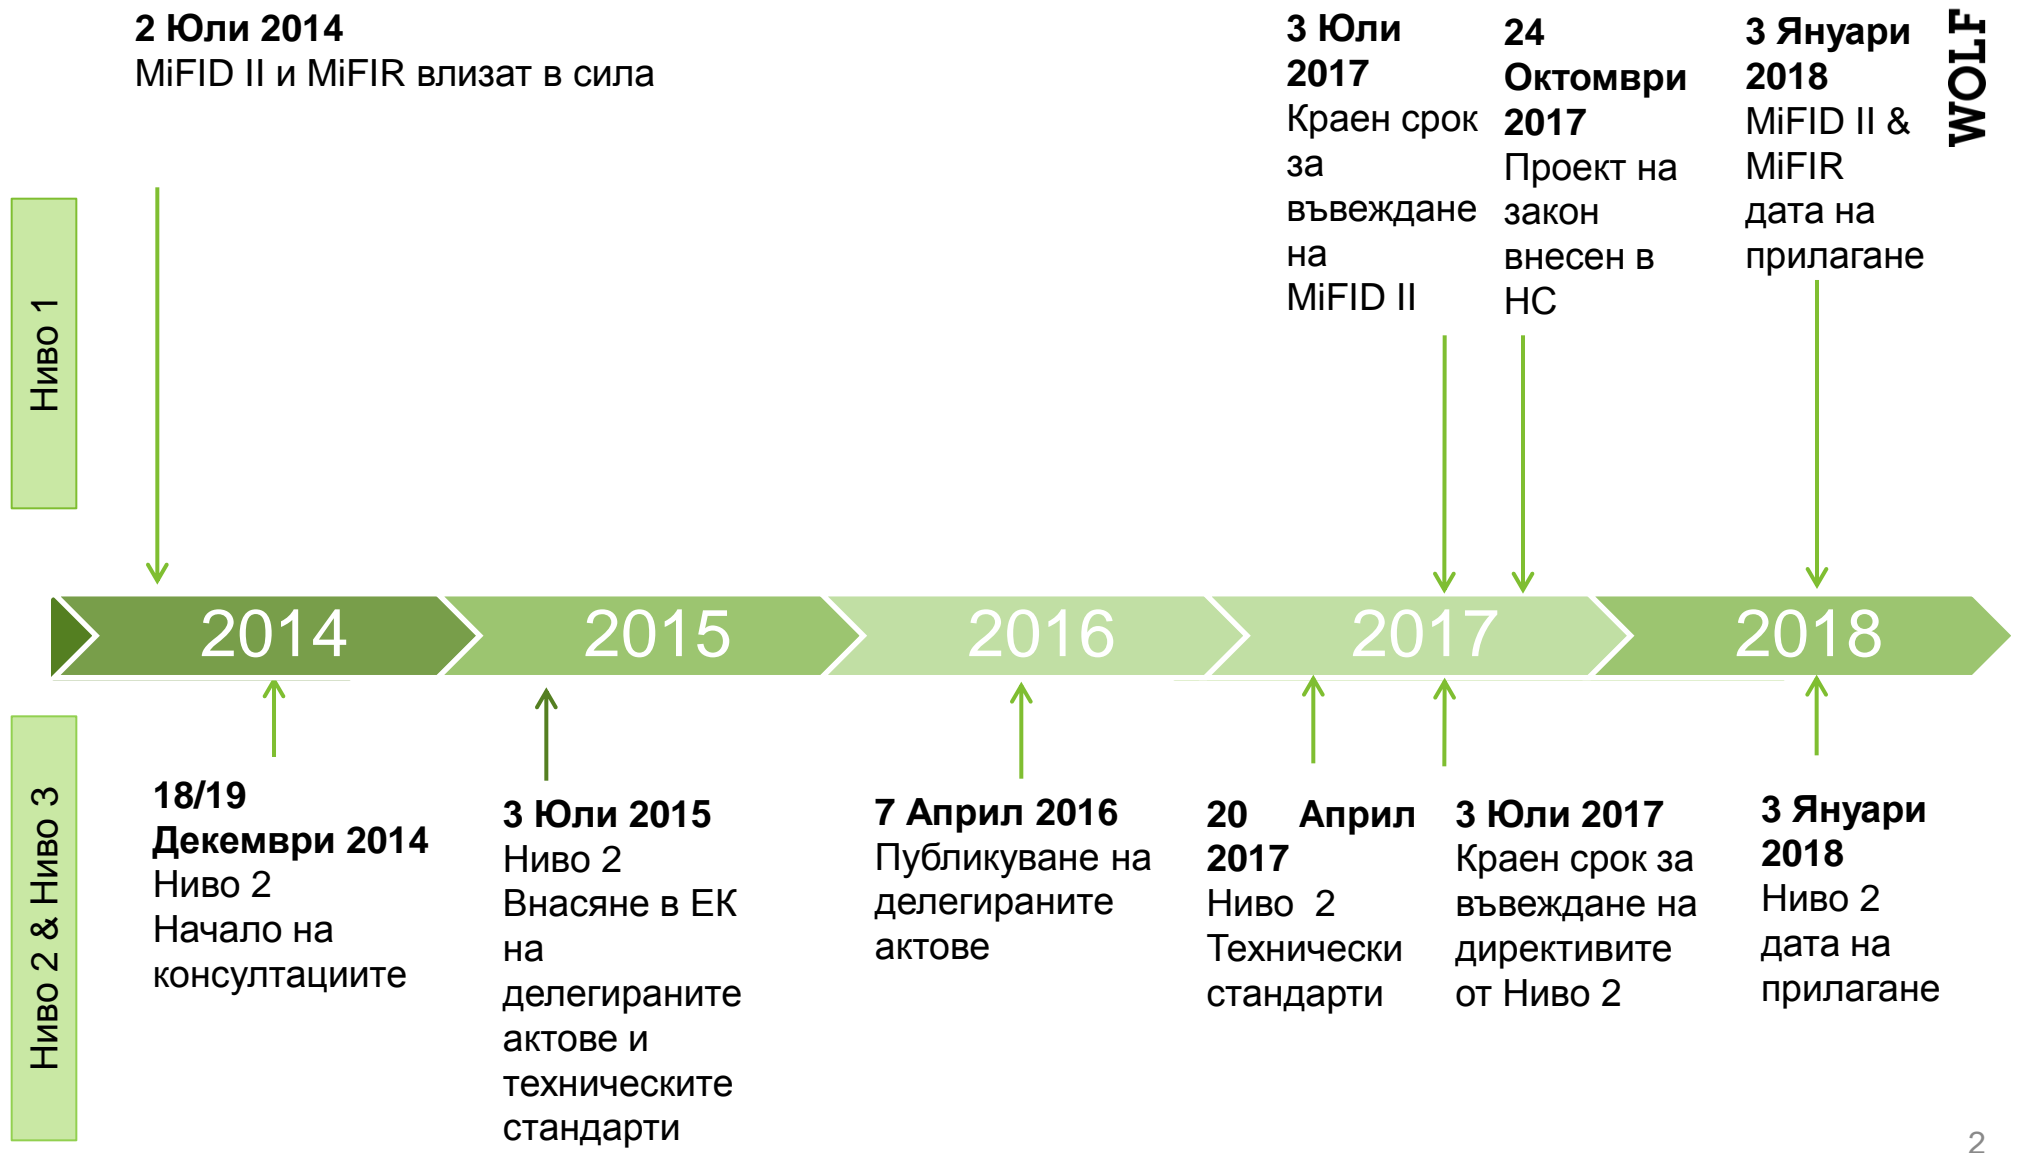 2 Юли 2014
MiFID II и MiFIR влизат в сила
3 Юли
2017
Краен срок
за
въвеждане
на
MiFID II
24
Октомври
2017
Проект на
закон
внесен в
НС
3 Януари
2018
MiFID II &
MiFIR
дата на
прилагане
WOLF
Ниво 1
2014
2015
2016
2017
2018
Ниво 2 & Ниво 3
18/19
Декември 2014
Ниво 2
Начало на
консултациите
3 Юли 2015
Ниво 2
Внасяне в ЕК
на
делегираните
актове и
техническите
стандарти
7 Април 2016
Публикуване на
делегираните
актове
20 Април
2017
Ниво 2
Технически
стандарти
3 Юли 2017
Краен срок за
въвеждане на
директивите
от Ниво 2
3 Януари
2018
Ниво 2
дата на
прилагане
2